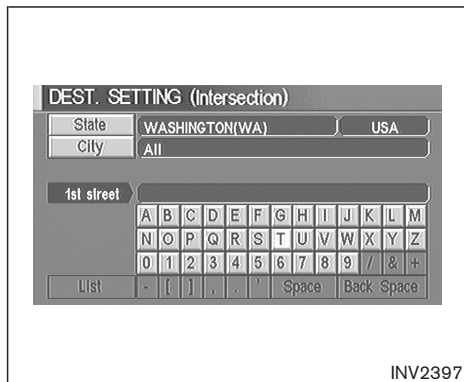 DEST. SETTING (Intersection)
State WASHINGTON(WA) USA
City All
1st street
A B C D E F G H I J K L M
N O P Q R S T U V W X Y Z
0 1 2 3 4 5 6 7 8 9 / & +
List - [ ] , . ' Space Back Space
INV2397